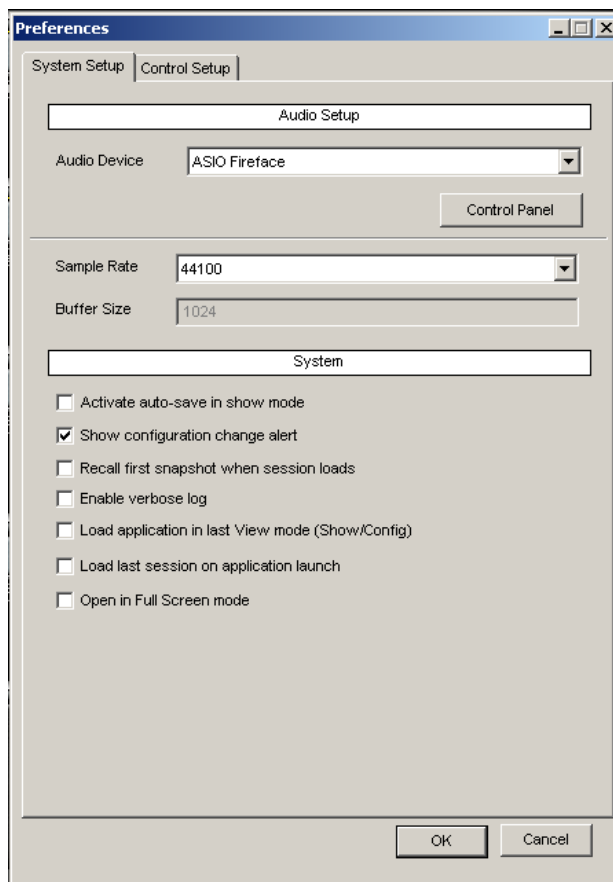 Preferences
System Setup Control Setup
Audio Setup
Audio Device ASIO Fireface
Control Panel
Sample Rate 44100
Buffer Size 1024
System
Activate auto-save in show mode
Show configuration change alert
Recall first snapshot when session loads
Enable verbose log
Load application in last View mode (Show/Config)
Load last session on application launch
Open in Full Screen mode
OK Cancel